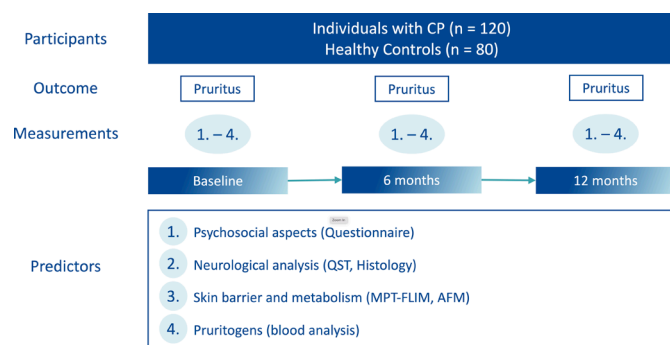 Participants
Individuals with CP (n = 120)
Healthy Controls (n = 80)
Outcome
Pruritus
Pruritus
Pruritus
Measurements
1. – 4.
1. – 4.
1. – 4.
Baseline
6 months
12 months
Predictors
1. Psychosocial aspects (Questionnaire)
2. Neurological analysis (QST, Histology)
3. Skin barrier and metabolism (MPT-FLIM, AFM)
4. Pruritogens (blood analysis)